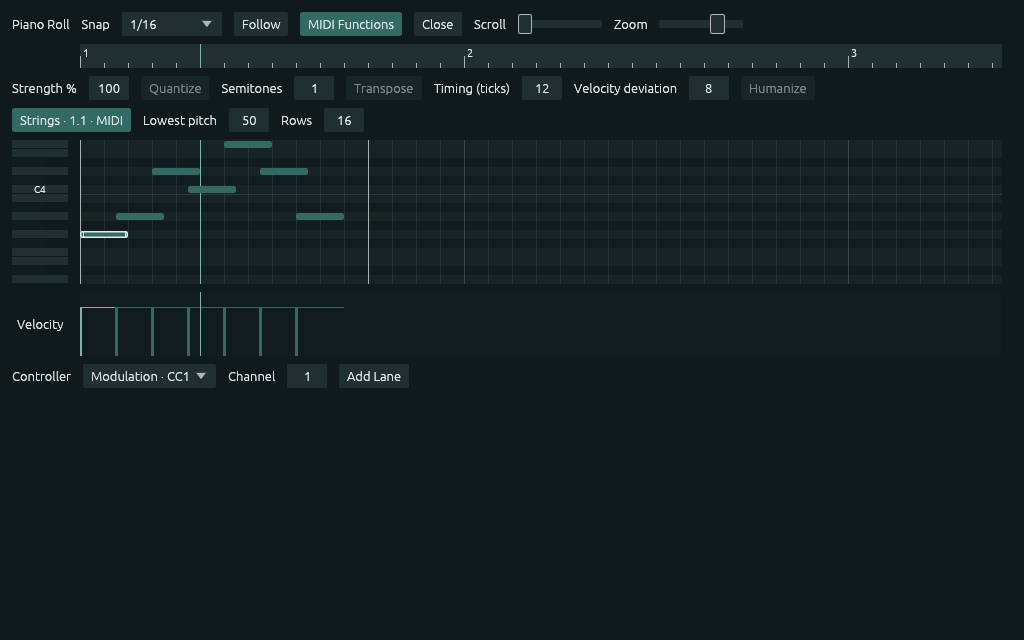 Piano Roll Snap 1/16 Follow MIDI Functions Close Scroll Zoom
1 2 3
Strength % 100 Quantize Semitones 1 Transpose Timing (ticks) 12 Velocity deviation 8 Humanize
Strings · 1.1 · MIDI Lowest pitch 50 Rows 16
C4
Velocity
Controller Modulation · CC1 Channel 1 Add Lane